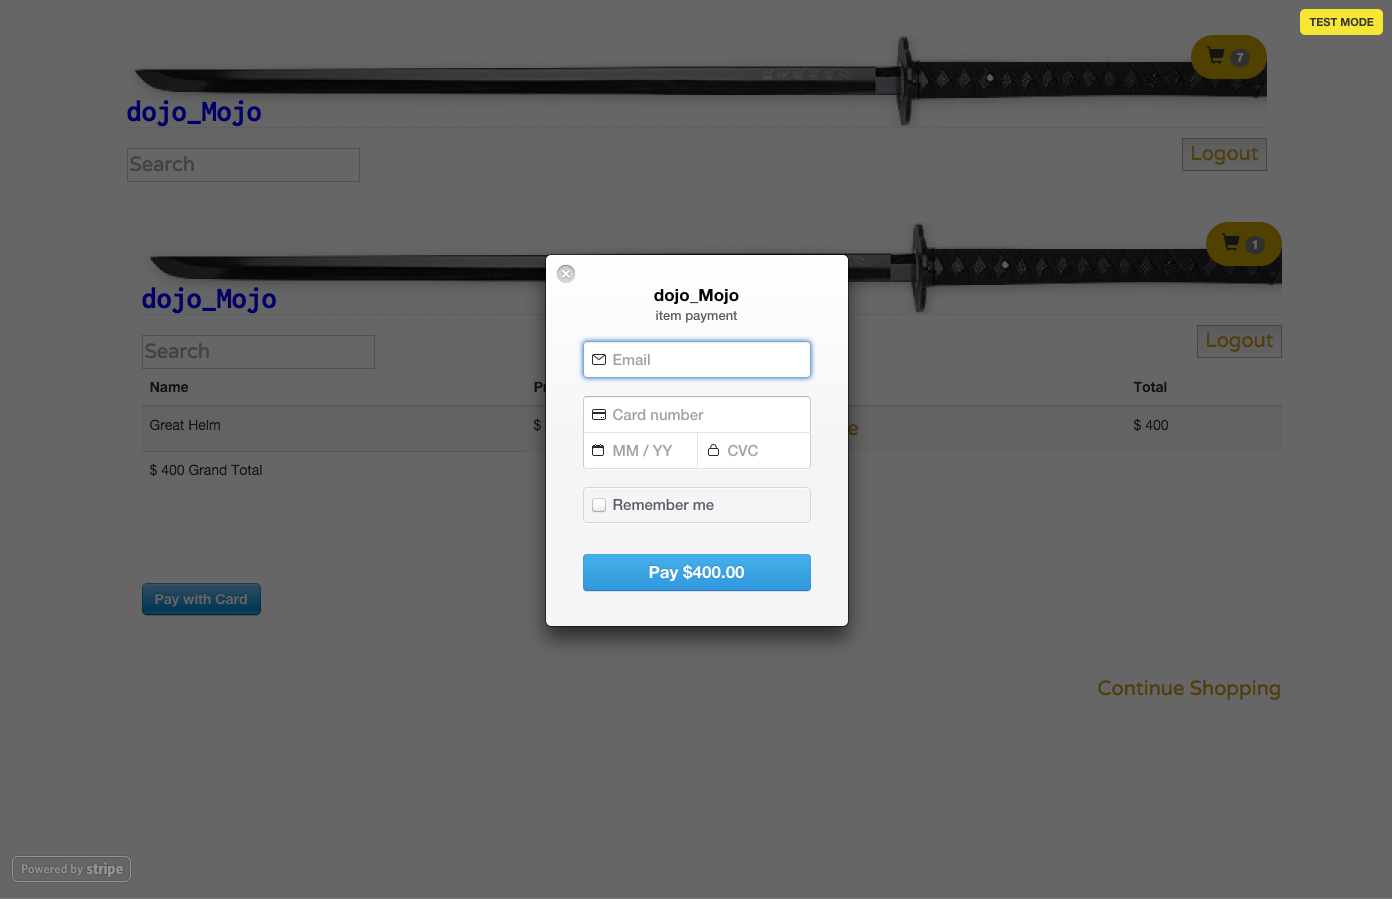 TEST MODE
7
dojo_Mojo
Search
Logout
1
dojo_Mojo
Search
Logout
Name
Total
Great Helm
$
$ 400
$ 400 Grand Total
Pay with Card
dojo_Mojo
item payment
Email
Card number
MM / YY
CVC
Remember me
Pay $400.00
Continue Shopping
Powered by stripe